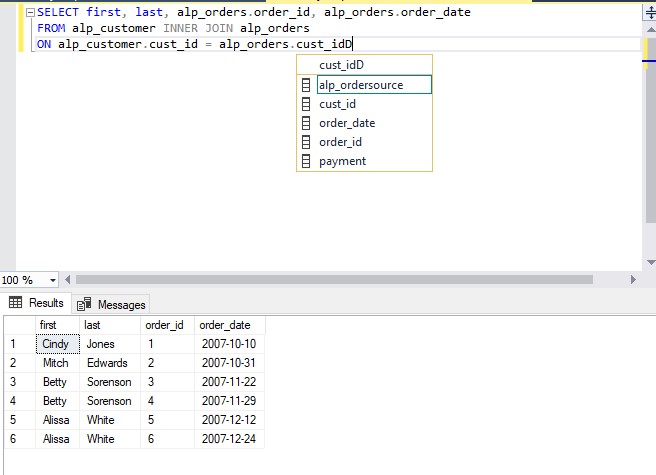 SELECT first, last, alp_orders.order_id, alp_orders.order_date
FROM alp_customer INNER JOIN alp_orders
ON alp_customer.cust_id = alp_orders.cust_idD
cust_idD
alp_ordersource
cust_id
order_date
order_id
payment
100 %
Results Messages
first last order_id order_date
1 Cindy Jones 1 2007-10-10
2 Mitch Edwards 2 2007-10-31
3 Betty Sorenson 3 2007-11-22
4 Betty Sorenson 4 2007-11-29
5 Alissa White 5 2007-12-12
6 Alissa White 6 2007-12-24